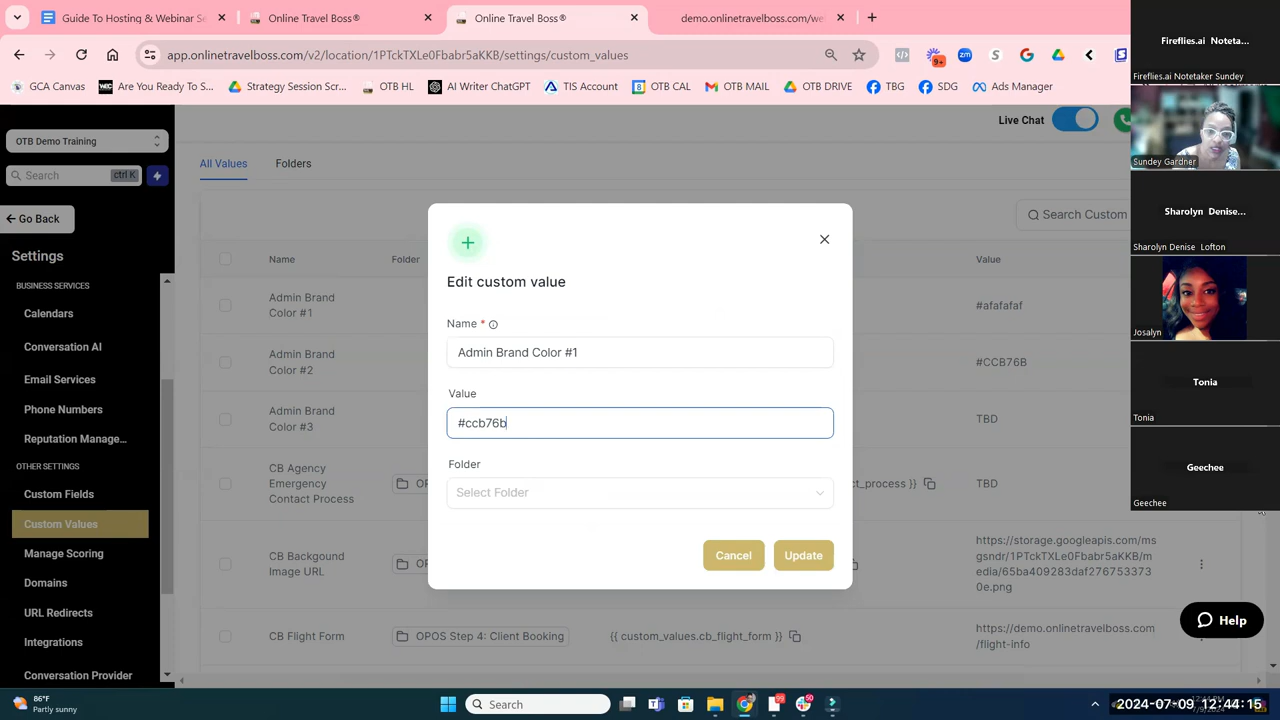 Guide To Hosting & Webinar Se
Online Travel Boss®
Online Travel Boss®
demo.onlinetravelboss.com/we
app.onlinetravelboss.com/v2/location/1PTckTXLe0Fbabr5aKKB/settings/custom_values
9+
zm
GCA Canvas
Are You Ready To S...
Strategy Session Scr...
OTB HL
AI Writer ChatGPT
TIS Account
OTB CAL
OTB MAIL
OTB DRIVE
TBG
SDG
Ads Manager
Fireflies.ai Noteta...
Fireflies.ai Notetaker Sundey
Sundey Gardner
Sharolyn Denise...
Sharolyn Denise Lofton
Josalyn
Tonia
Tonia
Geechee
Geechee
OTB Demo Training
Search
ctrl K
Go Back
Settings
BUSINESS SERVICES
Calendars
Conversation AI
Email Services
Phone Numbers
Reputation Manage...
OTHER SETTINGS
Custom Fields
Custom Values
Manage Scoring
Domains
URL Redirects
Integrations
Conversation Provider
Live Chat
All Values
Folders
Search Custom
Name
Folder
Value
Admin Brand
Color #1
#afafafaf
Admin Brand
Color #2
#CCB76B
Admin Brand
Color #3
TBD
CB Agency
Emergency
Contact Process
ct_process }}
TBD
CB Backgound
Image URL
https://storage.googleapis.com/ms
gsndr/1PTckTXLe0Fbabr5aKKB/m
edia/65ba409283daf276753373
0e.png
CB Flight Form
OPOS Step 4: Client Booking
{{ custom_values.cb_flight_form }}
https://demo.onlinetravelboss.com
/flight-info
Edit custom value
Name *
Admin Brand Color #1
Value
#ccb76b
Folder
Select Folder
Cancel
Update
Help
86°F
Partly sunny
Search
2024-07-09 12:44:15